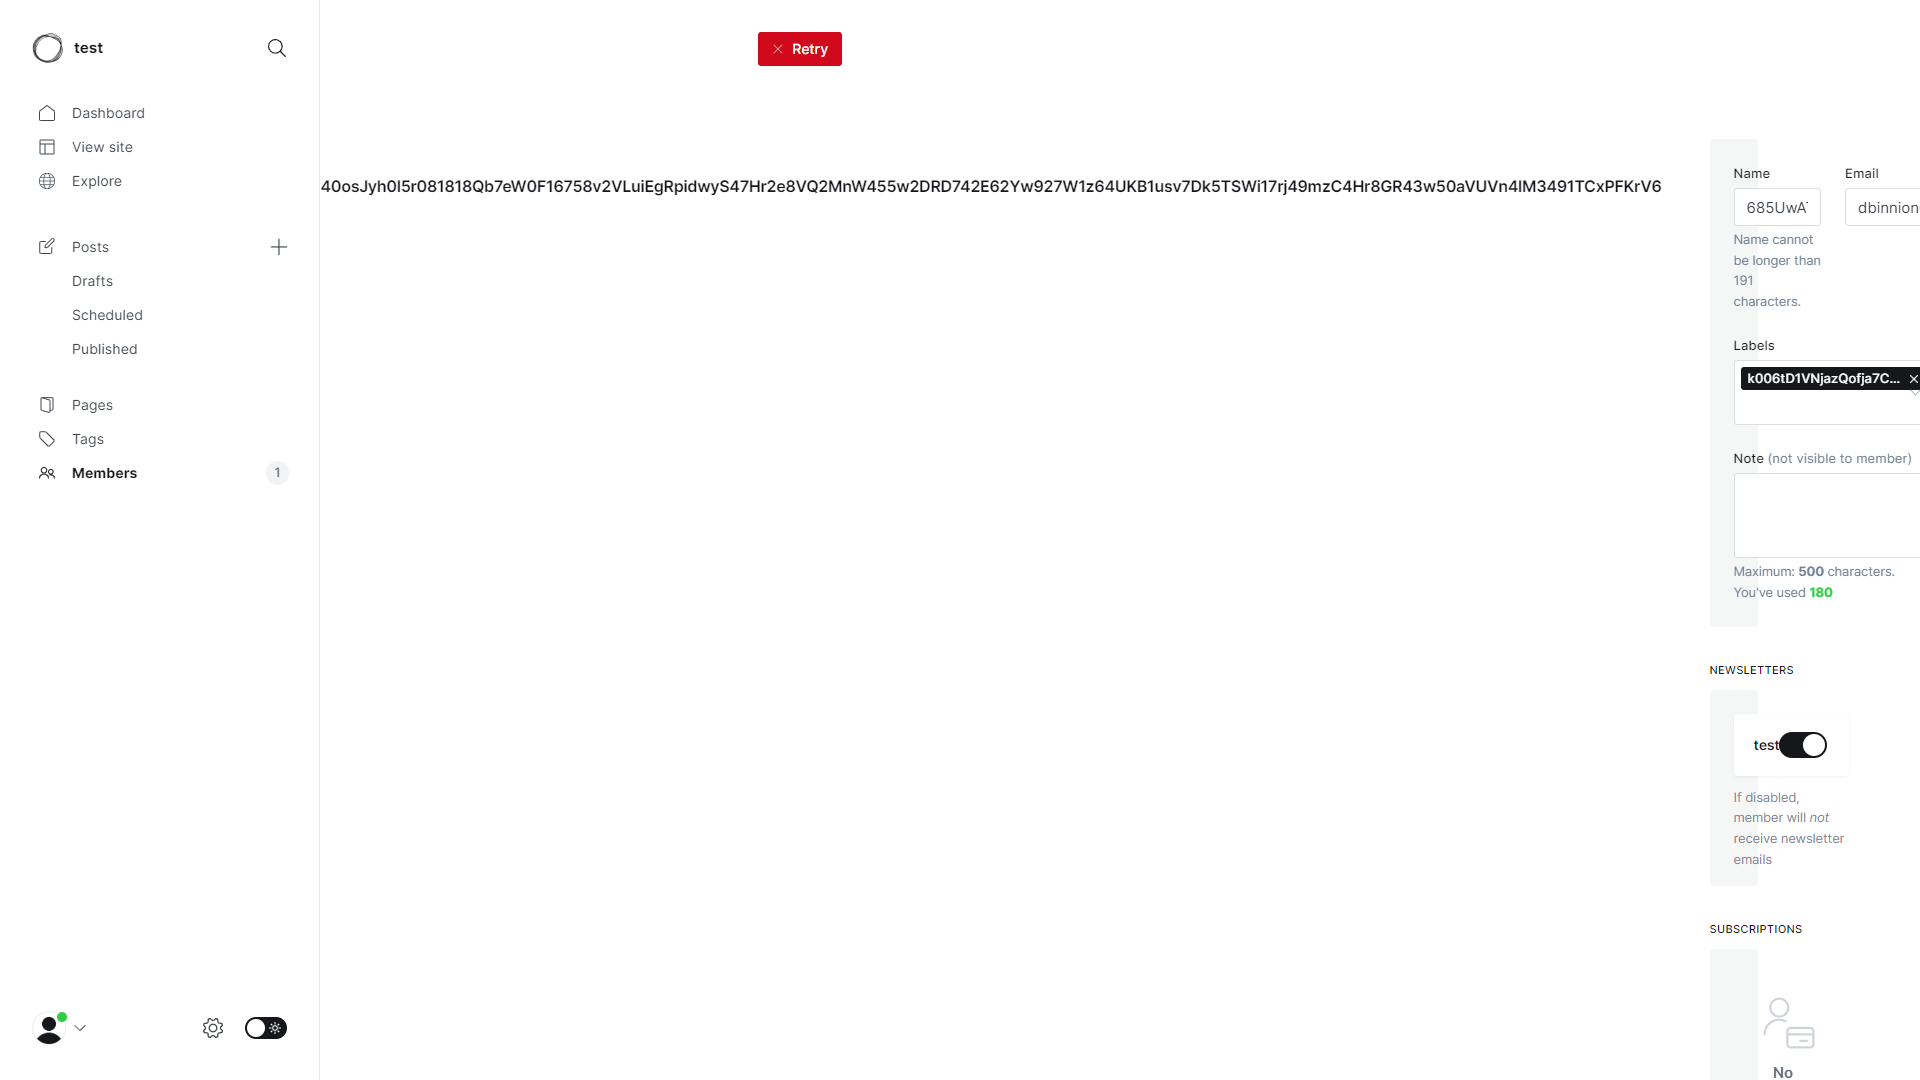 test
Retry
Dashboard
View site
Explore
Posts
Drafts
Scheduled
Published
Pages
Tags
Members
1
40osJyh0I5r081818Qb7eW0F16758v2VLuiEgRpidwyS47Hr2e8VQ2MnW455w2DRD742E62Yw927W1z64UKB1usv7Dk5TSWi17rj49mzC4Hr8GR43w50aVUVn4IM3491TCxPFKrV6
Name
Email
685UwA
dbinnion
Name cannot
be longer than
191
characters.
Labels
k006tD1VNjazQofja7C...
Note (not visible to member)
Maximum: 500 characters.
You've used 180
NEWSLETTERS
test
If disabled,
member will not
receive newsletter
emails
SUBSCRIPTIONS
No